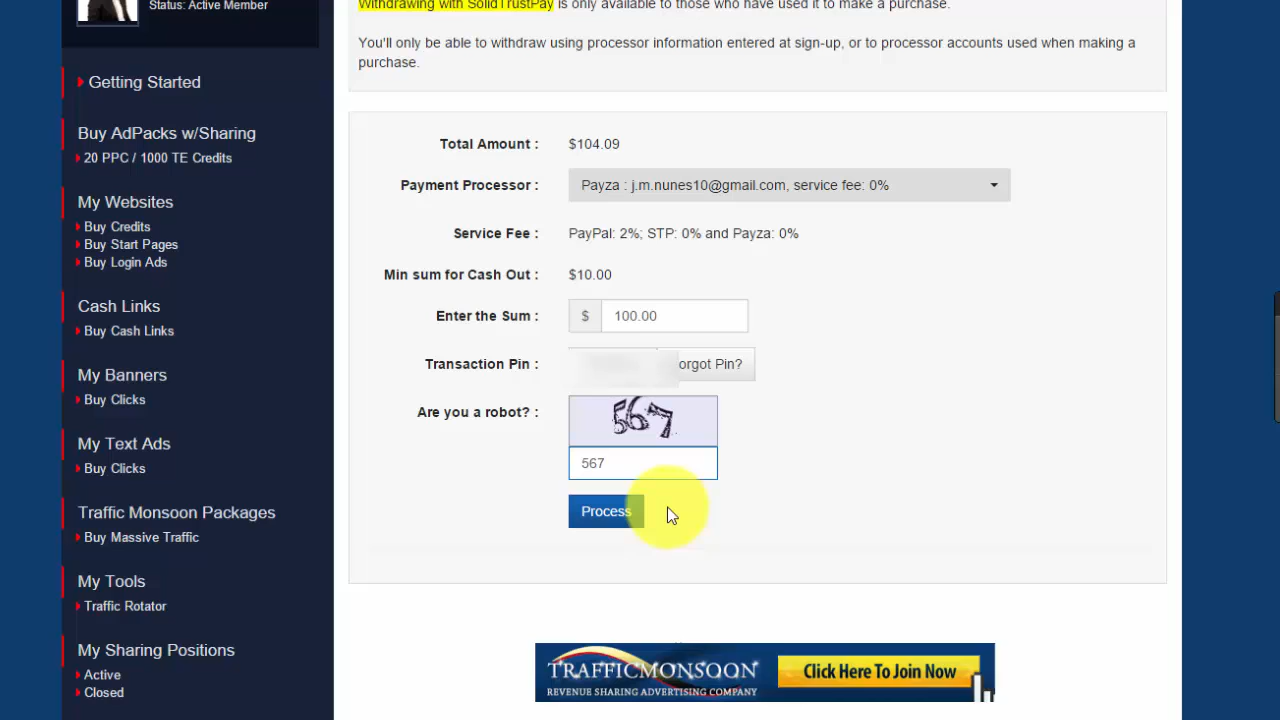 Status: Active Member
Getting Started
Buy AdPacks w/Sharing
20 PPC / 1000 TE Credits
My Websites
Buy Credits
Buy Start Pages
Buy Login Ads
Cash Links
Buy Cash Links
My Banners
Buy Clicks
My Text Ads
Buy Clicks
Traffic Monsoon Packages
Buy Massive Traffic
My Tools
Traffic Rotator
My Sharing Positions
Active
Closed
Withdrawing with SolidTrustPay is only available to those who have used it to make a purchase.
You'll only be able to withdraw using processor information entered at sign-up, or to processor accounts used when making a
purchase.
Total Amount : $104.09
Payment Processor : Payza : j.m.nunes10@gmail.com, service fee: 0%
Service Fee : PayPal: 2%; STP: 0% and Payza: 0%
Min sum for Cash Out : $10.00
Enter the Sum : $ 100.00
Transaction Pin : orgot Pin?
Are you a robot? : 567
567
Process
TRAFFICMONSOON
REVENUE SHARING ADVERTISING COMPANY
Click Here To Join Now